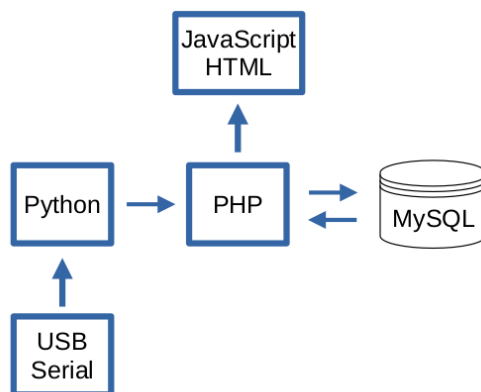 JavaScript
HTML
Python
PHP
MySQL
USB
Serial